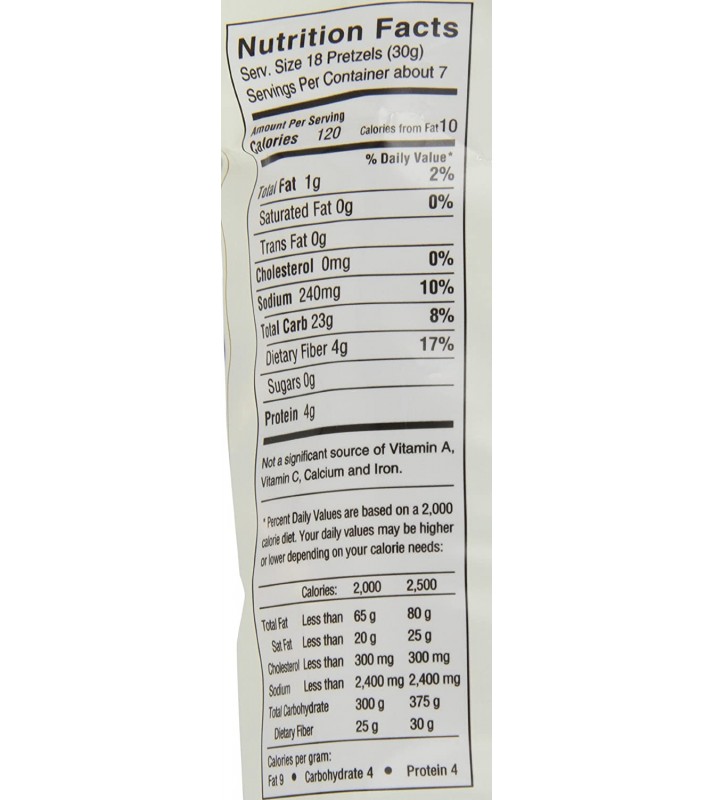 Nutrition Facts
Serv. Size 18 Pretzels (30g)
Servings Per Container about 7
Amount Per Serving
Calories 120 Calories from Fat 10
% Daily Value*
Total Fat 1g 2%
Saturated Fat 0g 0%
Trans Fat 0g
Cholesterol 0mg 0%
Sodium 240mg 10%
Total Carb 23g 8%
Dietary Fiber 4g 17%
Sugars 0g
Protein 4g
Not a significant source of Vitamin A,
Vitamin C, Calcium and Iron.
* Percent Daily Values are based on a 2,000
calorie diet. Your daily values may be higher
or lower depending on your calorie needs:
Calories: 2,000 2,500
Total Fat Less than 65 g 80 g
Sat Fat Less than 20 g 25 g
Cholesterol Less than 300 mg 300 mg
Sodium Less than 2,400 mg 2,400 mg
Total Carbohydrate 300 g 375 g
Dietary Fiber 25 g 30 g
Calories per gram:
Fat 9 • Carbohydrate 4 • Protein 4